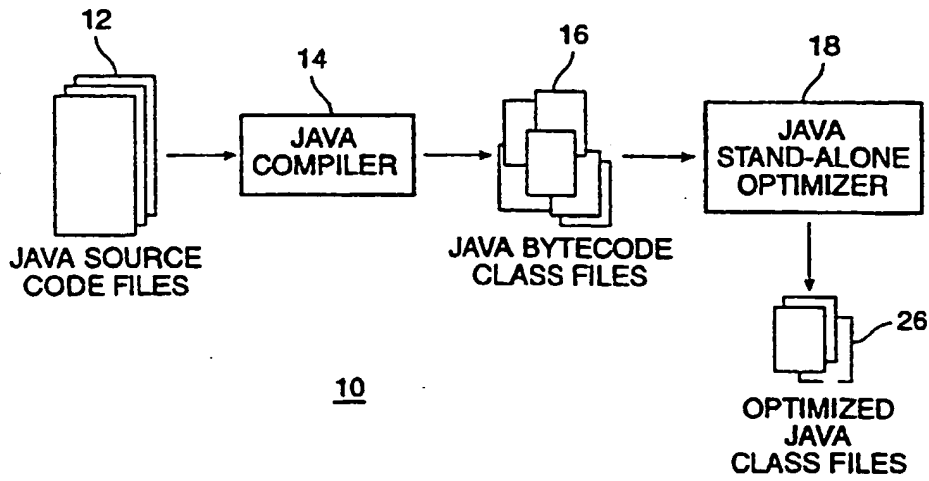 12
14
16
18
JAVA
COMPILER
JAVA
STAND-ALONE
OPTIMIZER
JAVA SOURCE
CODE FILES
JAVA BYTECODE
CLASS FILES
26
10
OPTIMIZED
JAVA
CLASS FILES